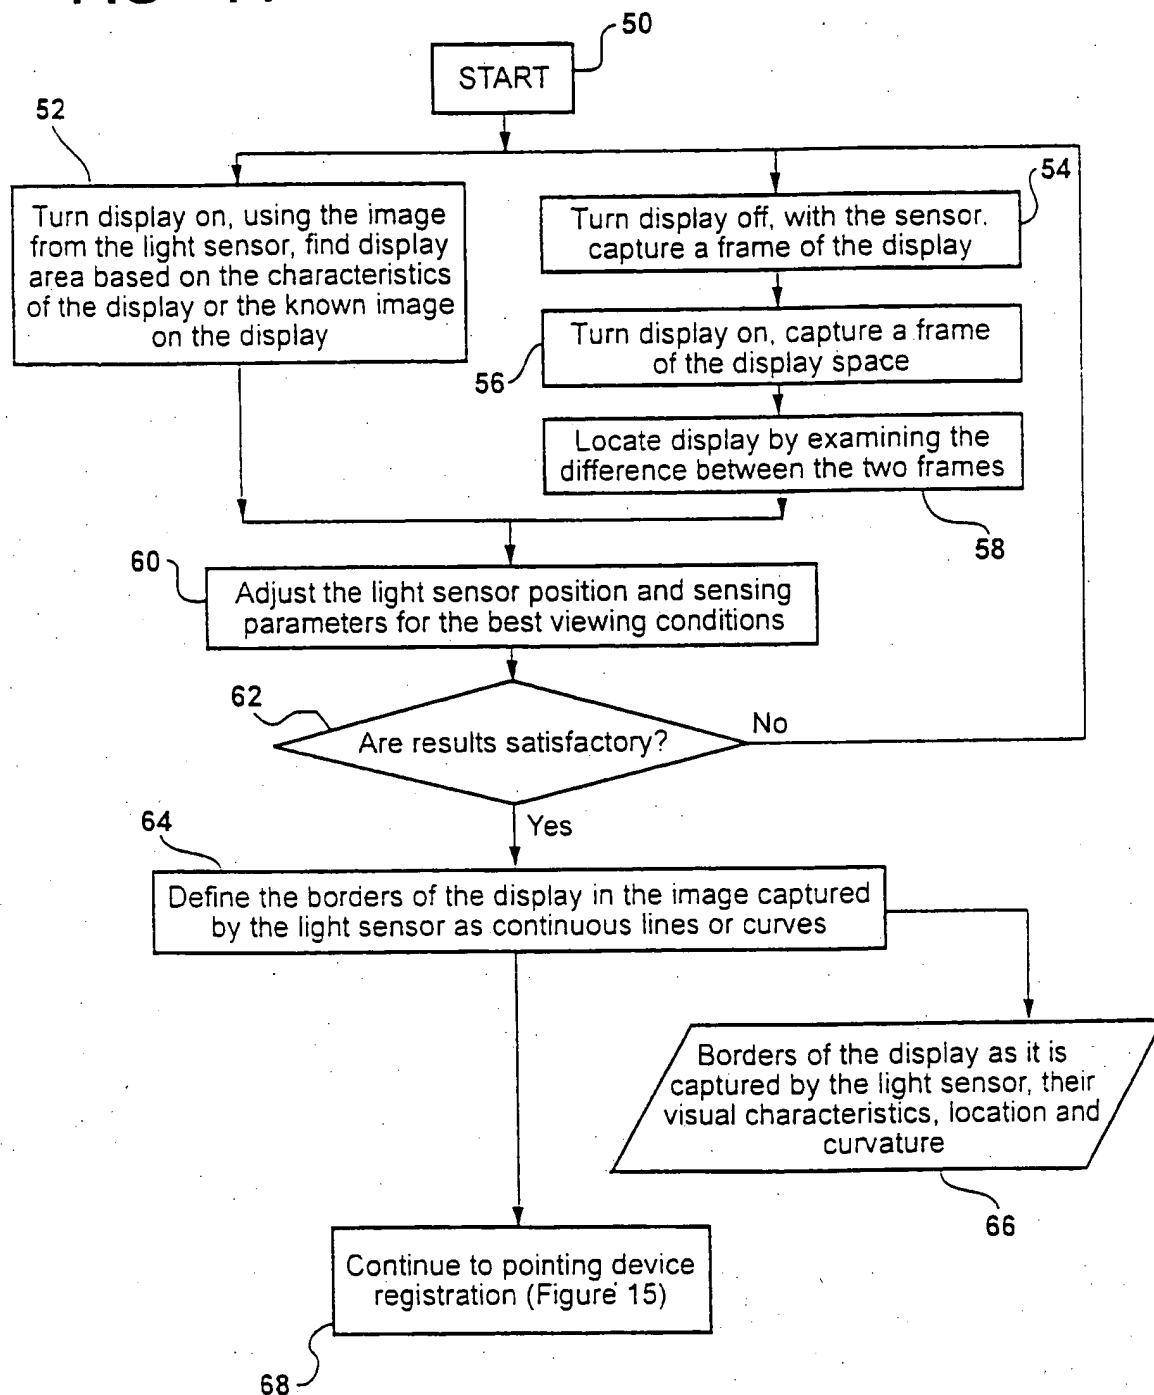 50
START
52
54
Turn display on, using the image
from the light sensor, find display
area based on the characteristics
of the display or the known image
on the display
Turn display off, with the sensor.
capture a frame of the display
Turn display on, capture a frame
of the display space
56
Locate display by examining the
difference between the two frames
58
60
Adjust the light sensor position and sensing
parameters for the best viewing conditions
62
Are results satisfactory?
No
Yes
64
Define the borders of the display in the image captured
by the light sensor as continuous lines or curves
Borders of the display as it is
captured by the light sensor, their
visual characteristics, location and
curvature
66
Continue to pointing device
registration (Figure 15)
68